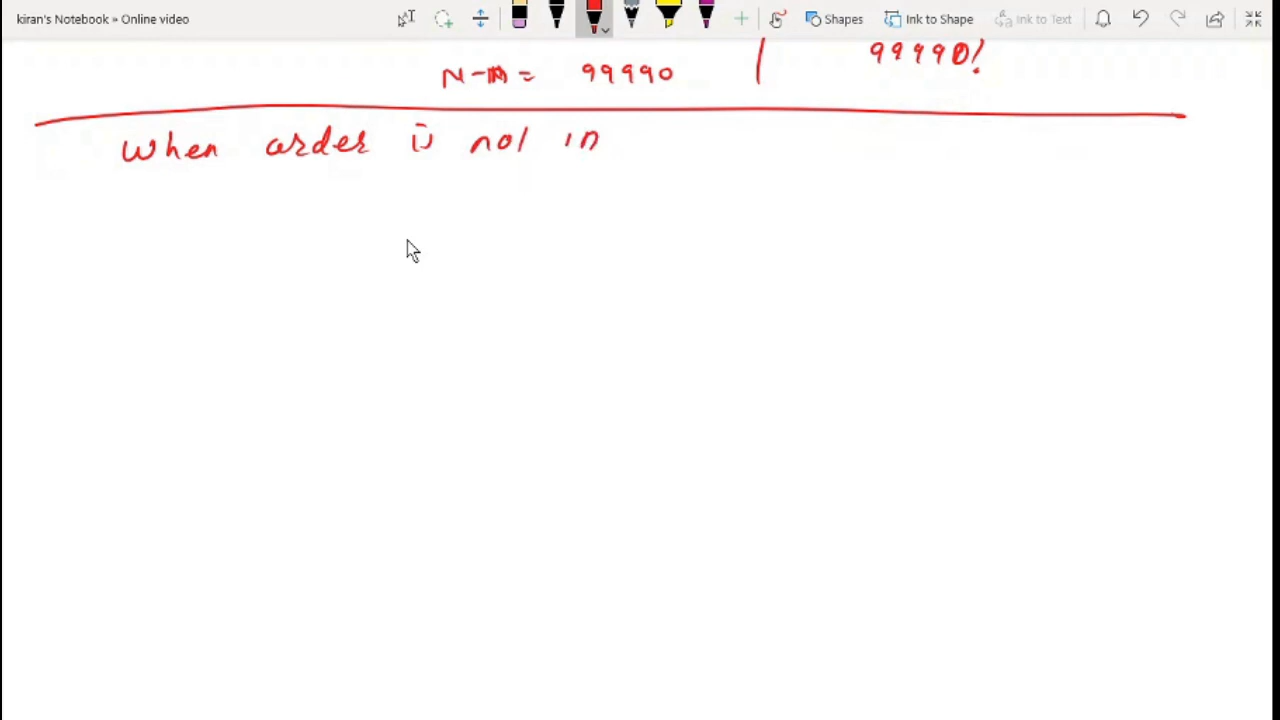 kiran's Notebook » Online video
Shapes
Ink to Shape
Ink to Text
99990!
N-n = 99990
When order is not in